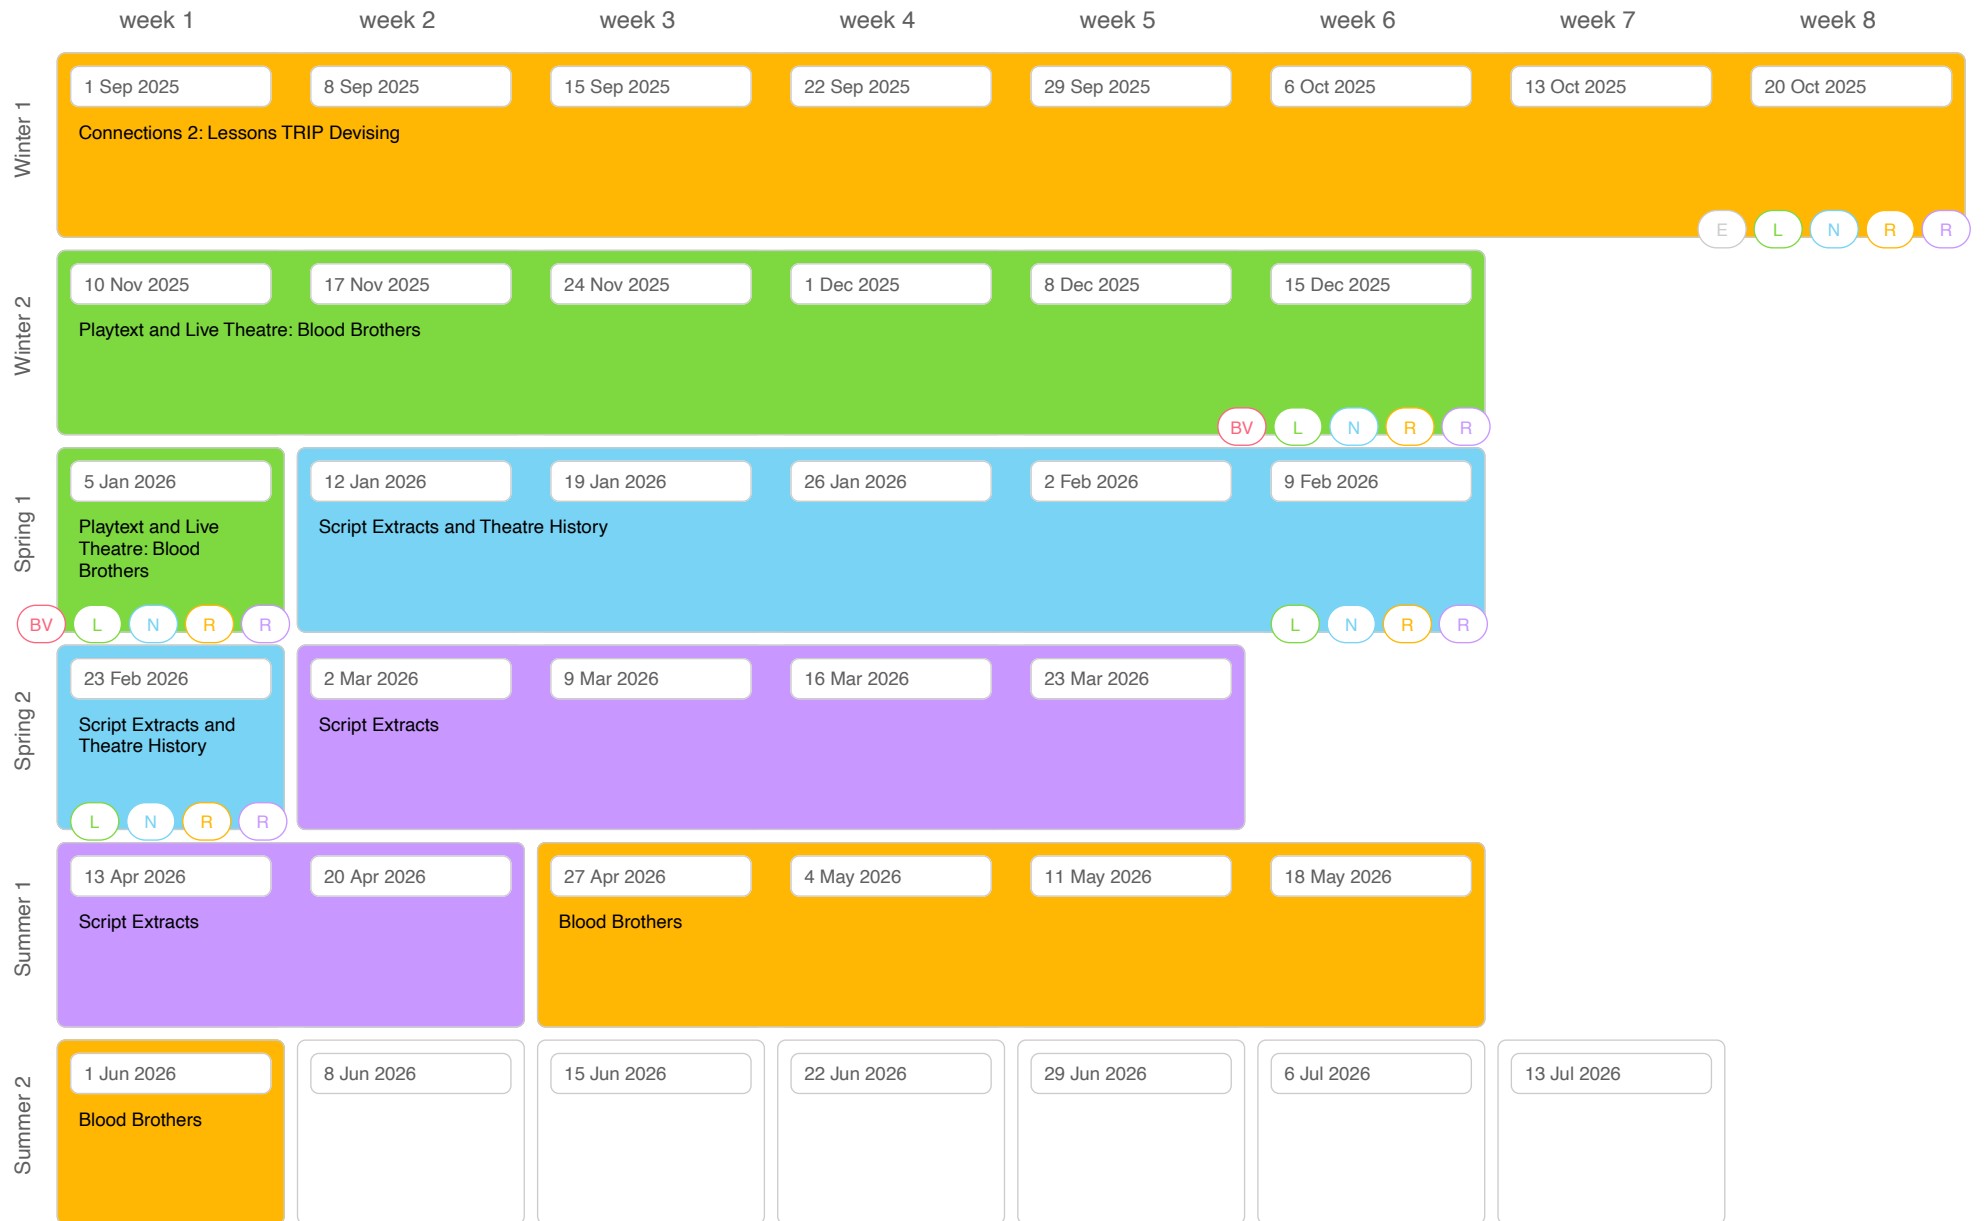 week 1
week 2
week 3
week 4
week 5
week 6
week 7
week 8
Winter 1
1 Sep 2025
8 Sep 2025
15 Sep 2025
22 Sep 2025
29 Sep 2025
6 Oct 2025
13 Oct 2025
20 Oct 2025
Connections 2: Lessons TRIP Devising
E
L
N
R
R
Winter 2
10 Nov 2025
17 Nov 2025
24 Nov 2025
1 Dec 2025
8 Dec 2025
15 Dec 2025
Playtext and Live Theatre: Blood Brothers
BV
L
N
R
R
Spring 1
5 Jan 2026
Playtext and Live
Theatre: Blood
Brothers
BV
L
N
R
R
12 Jan 2026
19 Jan 2026
26 Jan 2026
2 Feb 2026
9 Feb 2026
Script Extracts and Theatre History
L
N
R
R
Spring 2
23 Feb 2026
Script Extracts and
Theatre History
L
N
R
R
2 Mar 2026
9 Mar 2026
16 Mar 2026
23 Mar 2026
Script Extracts
Summer 1
13 Apr 2026
20 Apr 2026
Script Extracts
27 Apr 2026
4 May 2026
11 May 2026
18 May 2026
Blood Brothers
Summer 2
1 Jun 2026
Blood Brothers
8 Jun 2026
15 Jun 2026
22 Jun 2026
29 Jun 2026
6 Jul 2026
13 Jul 2026